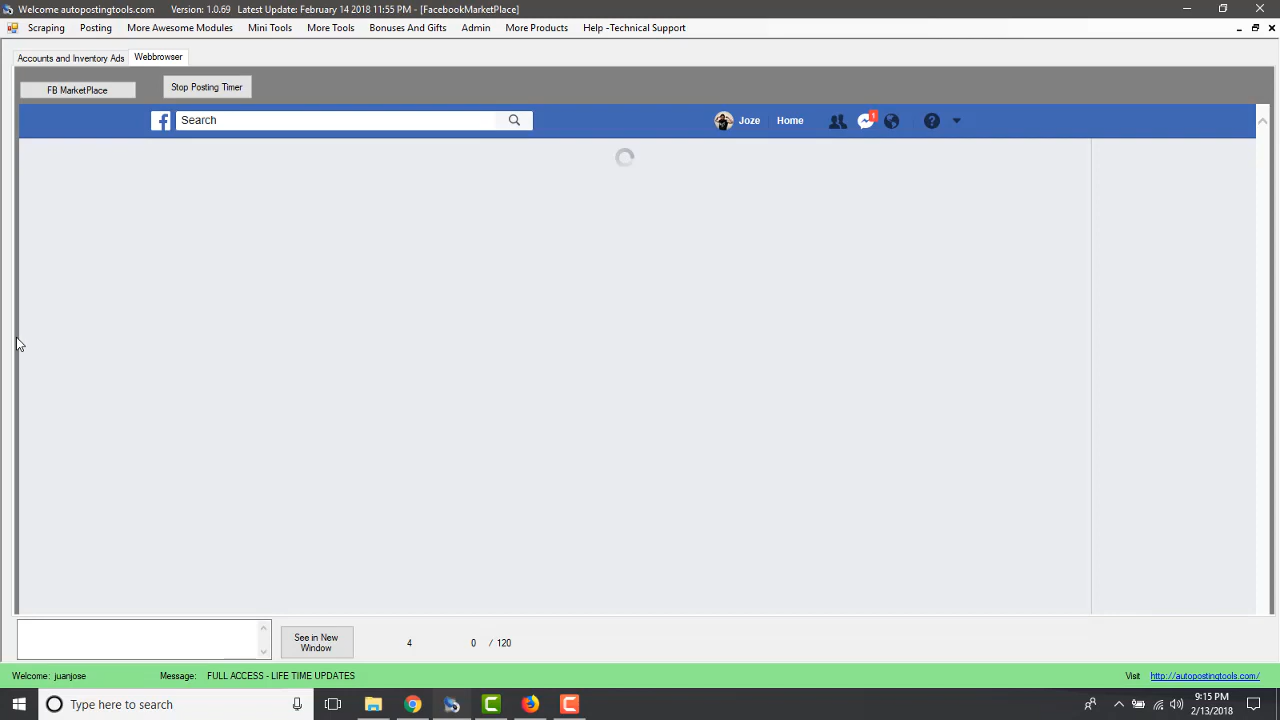 Welcome autopostingtools.com Version: 1.0.69 Latest Update: February 14 2018 11:55 PM - [FacebookMarketPlace]
Scraping Posting More Awesome Modules Mini Tools More Tools Bonuses And Gifts Admin More Products Help -Technical Support
Accounts and Inventory Ads Webbrowser
FB MarketPlace Stop Posting Timer
Search Joze Home 1 ?
See in New
Window
4 0 / 120
Welcome: juanjose Message: FULL ACCESS - LIFE TIME UPDATES Visit http://autopostingtools.com/
Type here to search
9:15 PM
2/13/2018